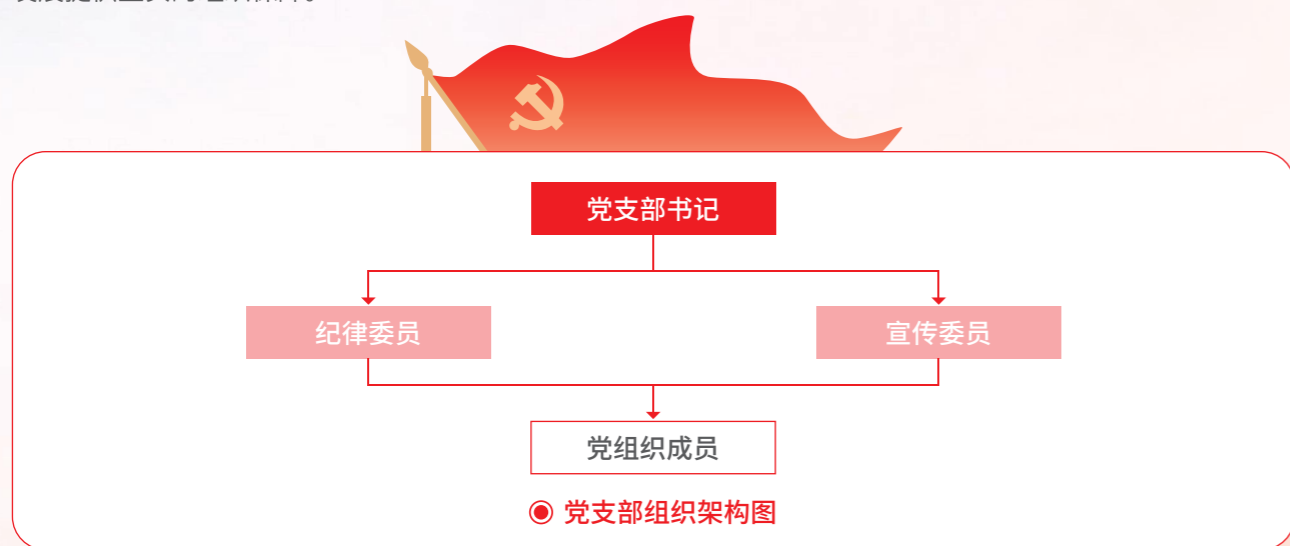 党支部书记
纪律委员
宣传委员
党组织成员
党支部组织架构图